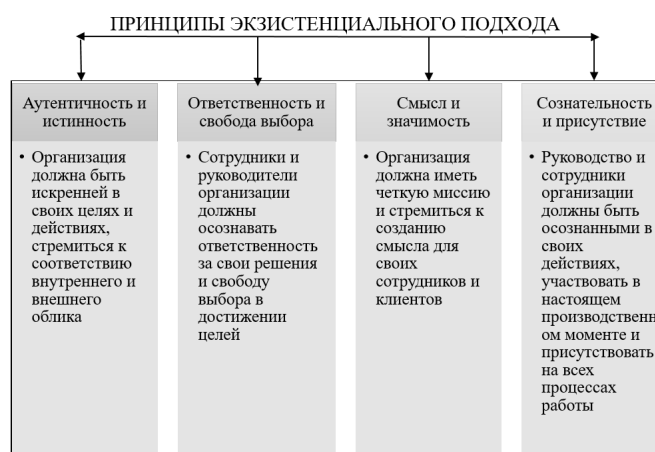 ПРИНЦИПЫ ЭКЗИСТЕНЦИАЛЬНОГО ПОДХОДА
Аутентичность и
истинность
• Организация
должна быть
искренней в
своих целях и
действиях,
стремиться к
соответствию
внутреннего и
внешнего
облика
Ответственность и
свобода выбора
• Сотрудники и
руководители
организации
должны
осознавать
ответственность
за свои решения
и свободу
выбора в
достижении
целей
Смысл и
значимость
• Организация
должна иметь
четкую миссию
и стремиться к
созданию
смысла для
своих
сотрудников и
клиентов
Сознательность
и присутствие
• Руководство и
сотрудники
организации
должны быть
осознанными в
своих
действиях,
участвовать в
настоящем
производственн
ом моменте и
присутствовать
на всех
процессах
работы